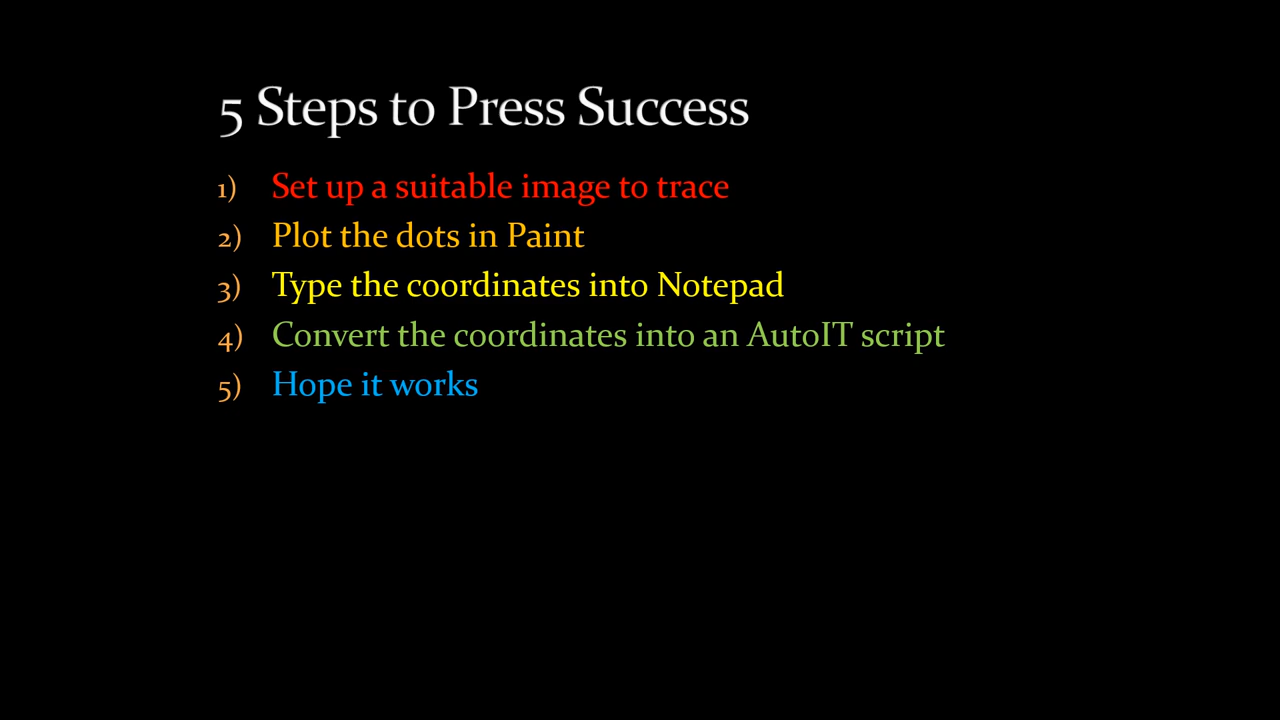 5 Steps to Press Success
1) Set up a suitable image to trace
2) Plot the dots in Paint
3) Type the coordinates into Notepad
4) Convert the coordinates into an AutoIT script
5) Hope it works